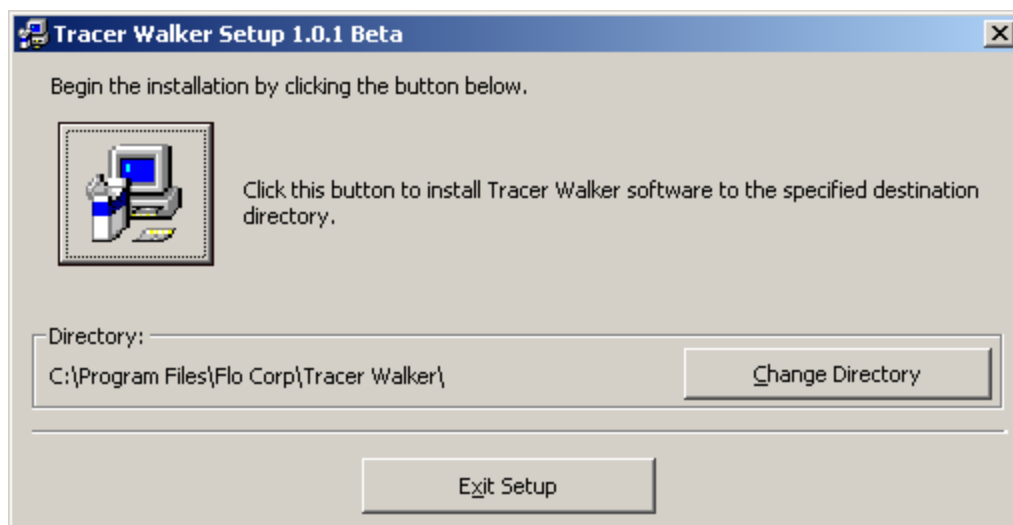 Tracer Walker Setup 1.0.1 Beta
Begin the installation by clicking the button below.
Click this button to install Tracer Walker software to the specified destination
directory.
Directory:
C:\Program Files\Flo Corp\Tracer Walker\
Change Directory
Exit Setup